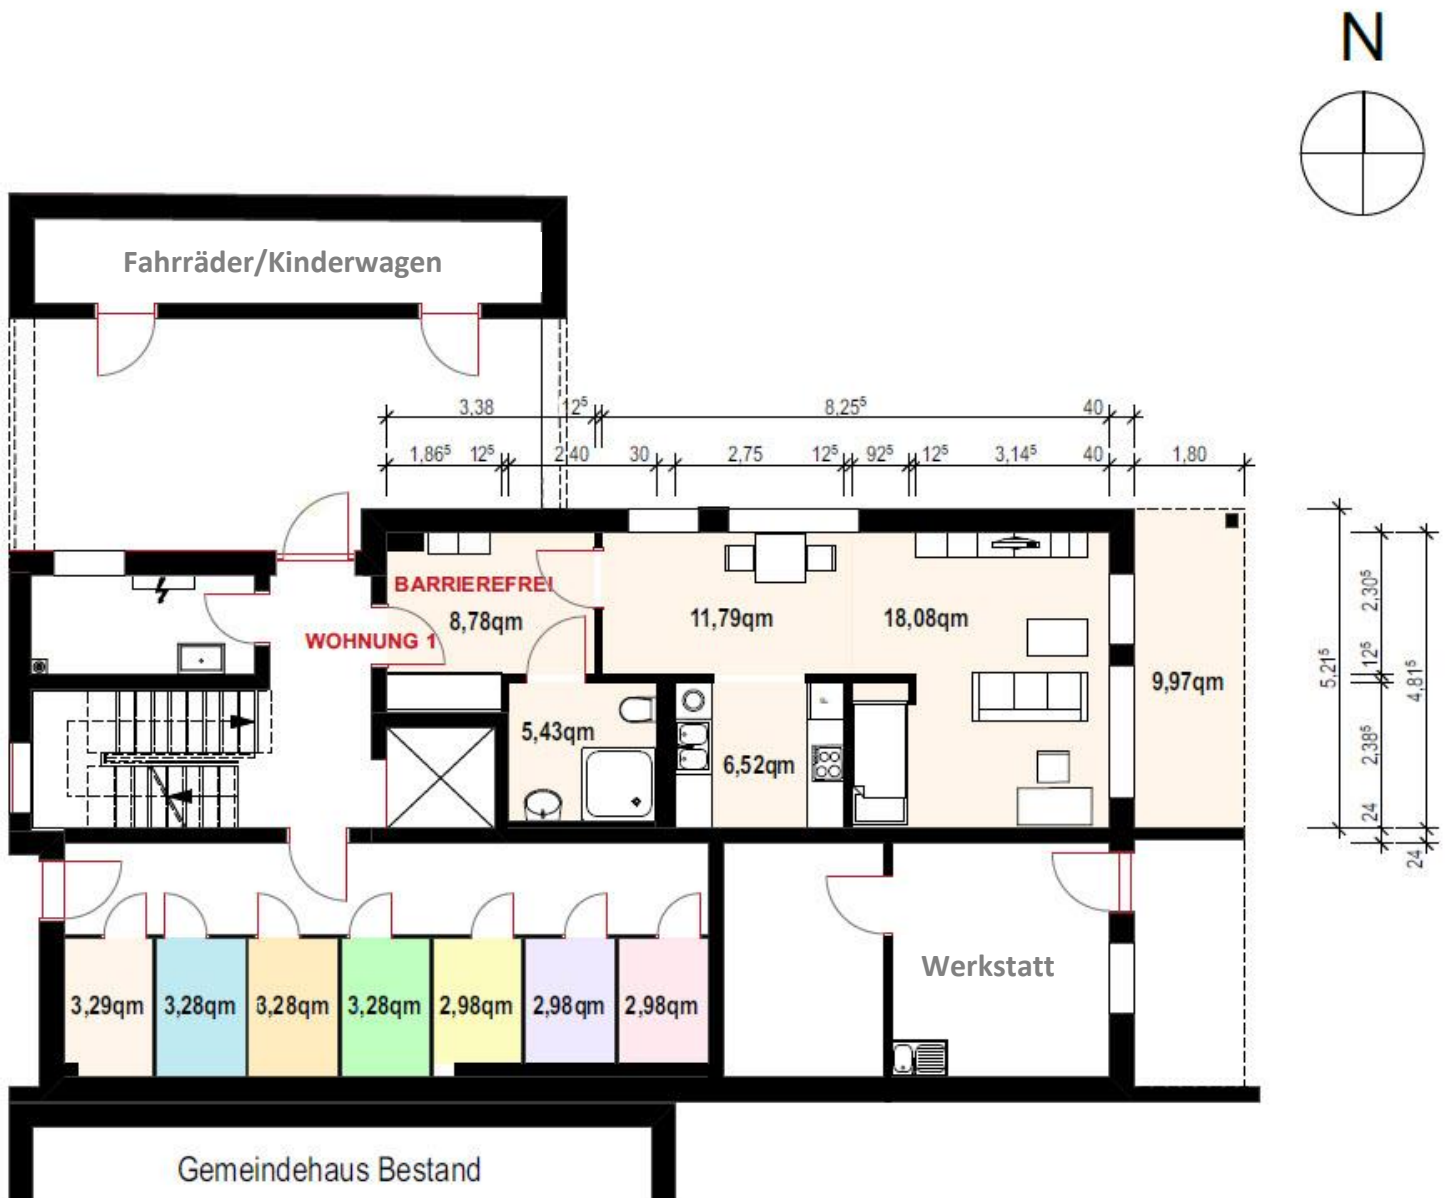 N
Fahrräder/Kinderwagen
3,38 12⁵ 8,25⁵ 40
1,86⁵ 12⁵ 2,40 30 2,75 12⁵ 92⁵ 12⁵ 3,14⁵ 40 1,80
BARRIEREFREI
8,78qm 11,79qm 18,08qm
WOHNUNG 1
9,97qm
5,43qm
6,52qm
5,21⁵
2,30⁵
12⁵
2,38⁵
24
4,81⁵
24
Werkstatt
3,29qm 3,28qm 3,28qm 3,28qm 2,98qm 2,98qm 2,98qm
Gemeindehaus Bestand